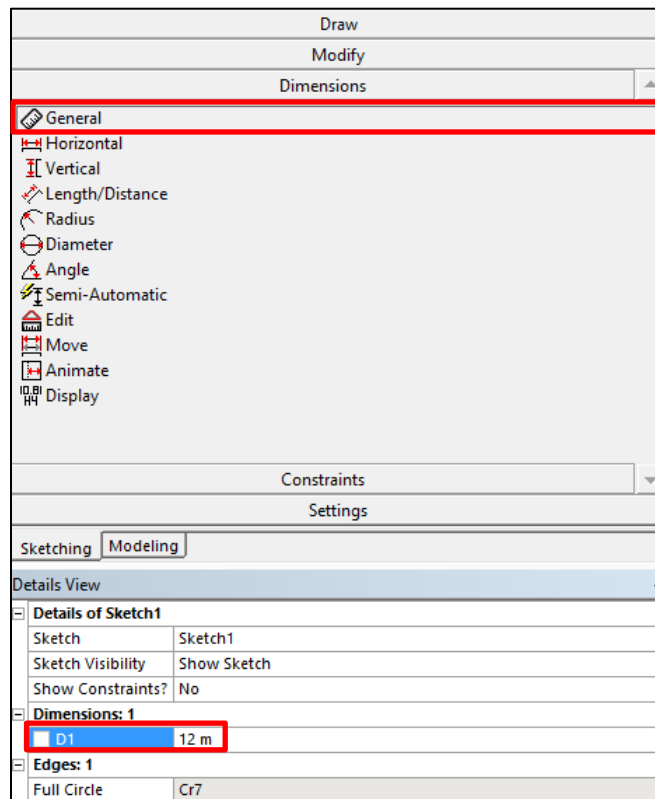 Draw
Modify
Dimensions
General
Horizontal
Vertical
Length/Distance
Radius
Diameter
Angle
Semi-Automatic
Edit
Move
Animate
Display
Constraints
Settings
Sketching Modeling
Details View
Details of Sketch1
Sketch Sketch1
Sketch Visibility Show Sketch
Show Constraints? No
Dimensions: 1
D1 12 m
Edges: 1
Full Circle Cr7